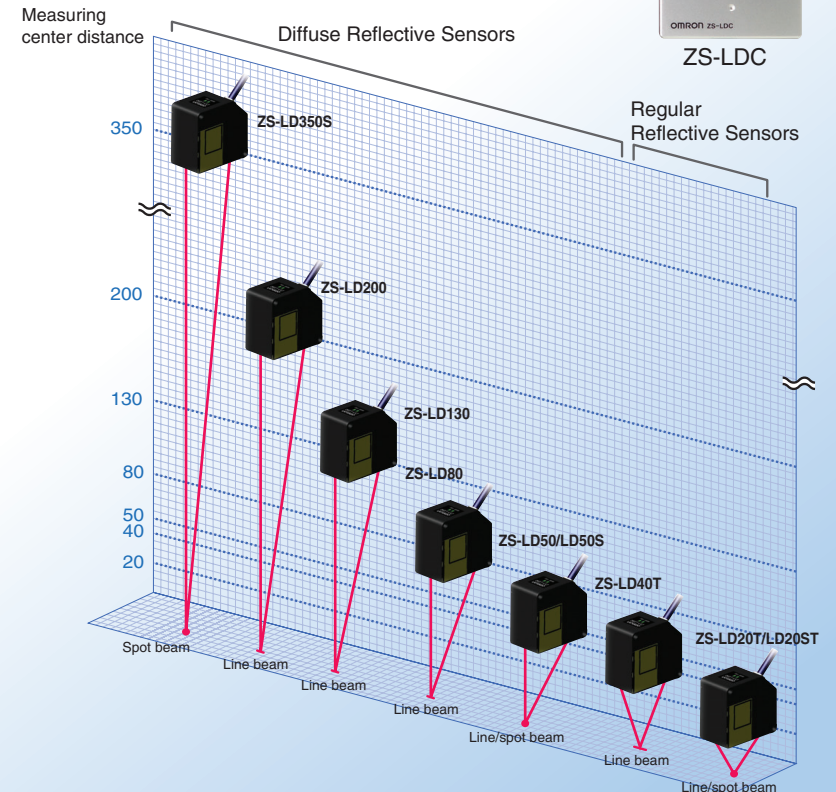 Measuring
center distance
Diffuse Reflective Sensors
OMRON ZS-LDC
ZS-LDC
Regular
Reflective Sensors
350
ZS-LD350S
200
ZS-LD200
130
ZS-LD130
80
ZS-LD80
50
ZS-LD50/LD50S
40
20
ZS-LD40T
ZS-LD20T/LD20ST
Spot beam
Line beam
Line beam
Line beam
Line/spot beam
Line beam
Line/spot beam